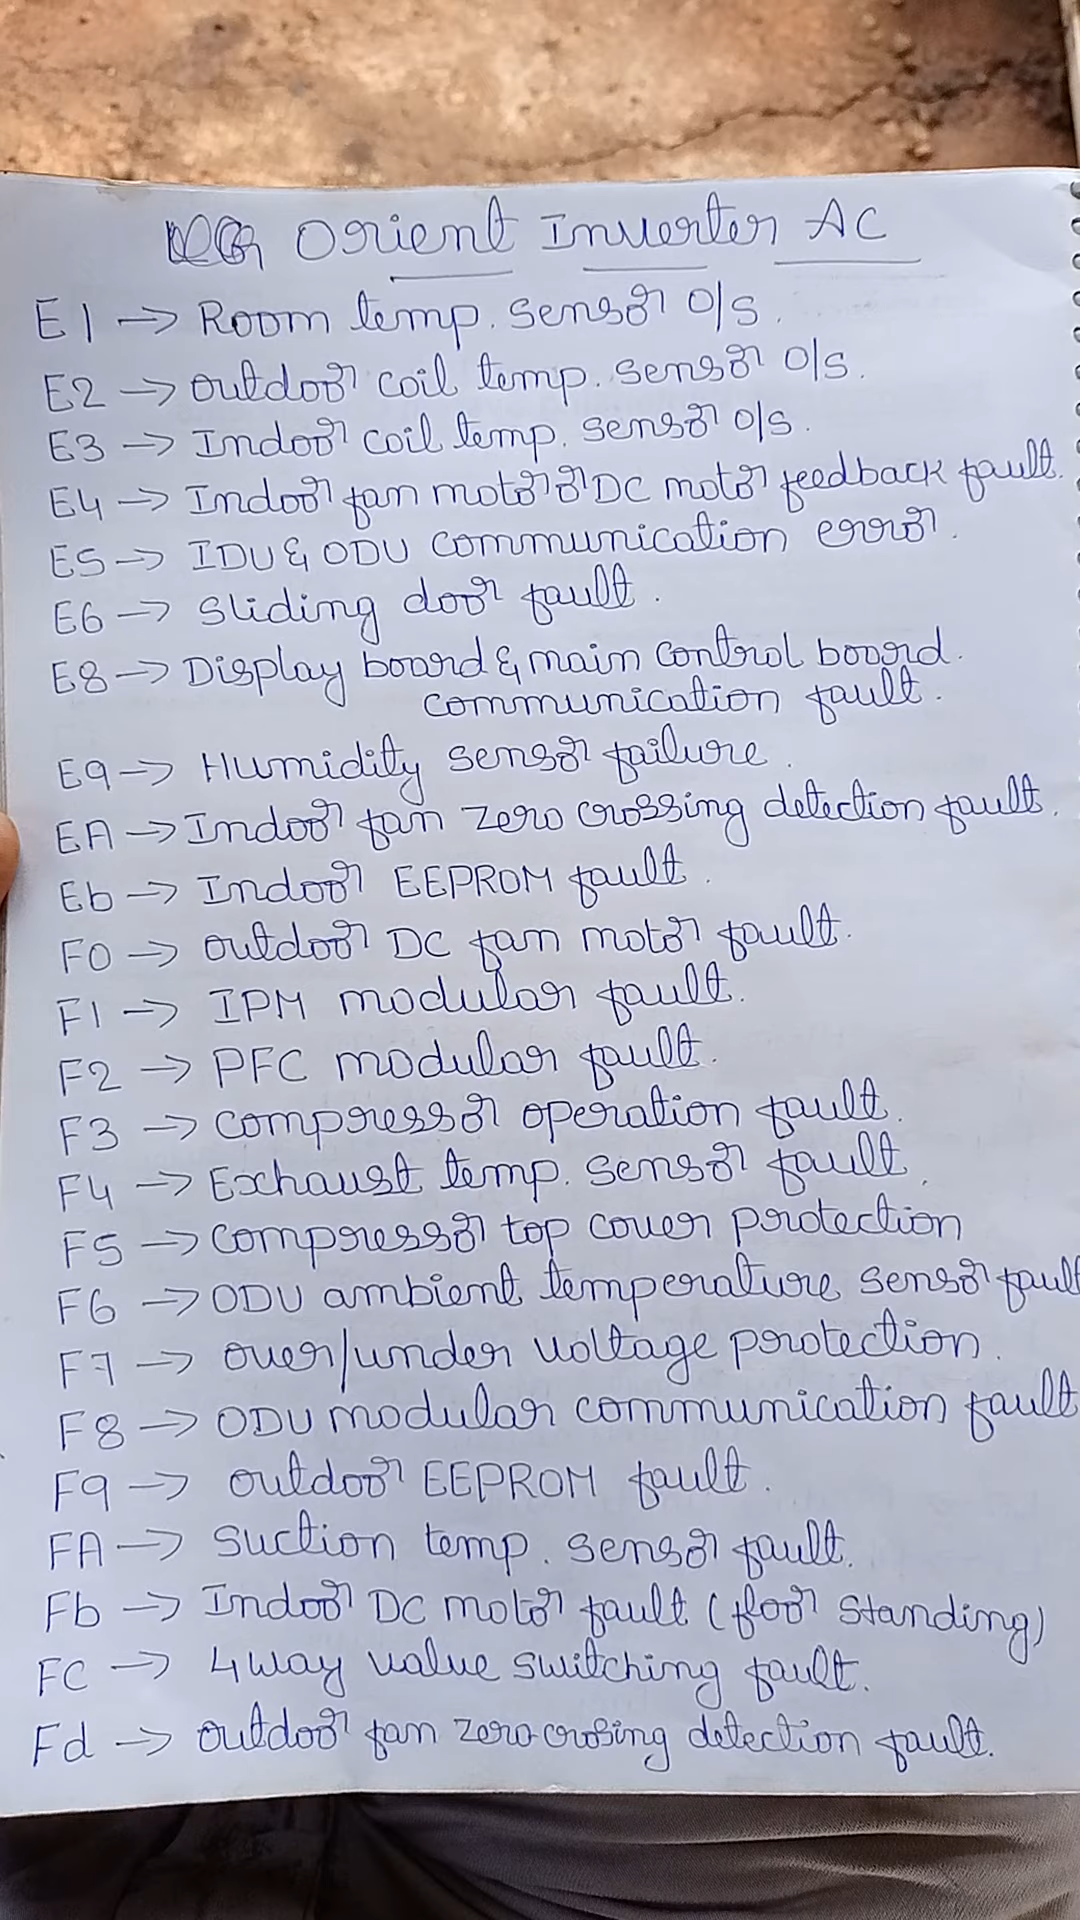 Orient Inverter AC
E1 → Room temp. sensor O/S.
E2 → outdoor coil temp. sensor O/S.
E3 → Indoor coil temp. sensor O/S.
E4 → Indoor fan motor or DC motor feedback fault.
E5 → IDU & ODU communication error.
E6 → Sliding door fault.
E8 → Display board & main control board.
communication fault.
E9 → Humidity sensor failure.
EA → Indoor fan zero crossing detection fault.
Eb → Indoor EEPROM fault.
F0 → outdoor DC fan motor fault.
F1 → IPM modular fault.
F2 → PFC modular fault.
F3 → compressor operation fault.
F4 → Exhaust temp. sensor fault.
F5 → compressor top cover protection
F6 → ODU ambient temperature sensor fault
F7 → over/under voltage protection.
F8 → ODU modular communication fault
F9 → outdoor EEPROM fault.
FA → Suction temp. sensor fault.
Fb → Indoor DC motor fault (floor standing)
FC → 4 way value switching fault.
Fd → outdoor fan zero crosing detection fault.